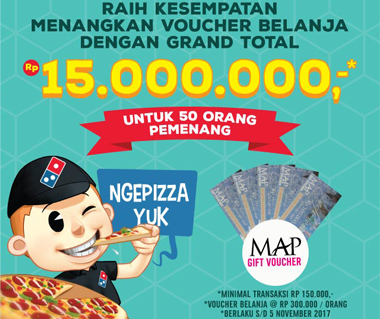 RAIH KESEMPATAN
MENANGKAN VOUCHER BELANJA
DENGAN GRAND TOTAL
Rp 15.000.000,-*
UNTUK 50 ORANG
PEMENANG
NGEPIZZA
YUK
MAP
GIFT VOUCHER
*MINIMAL TRANSAKSI RP 150.000,-
*VOUCHER BELANJA @ RP 300.000 / ORANG
*BERLAKU S/D 5 NOVEMBER 2017